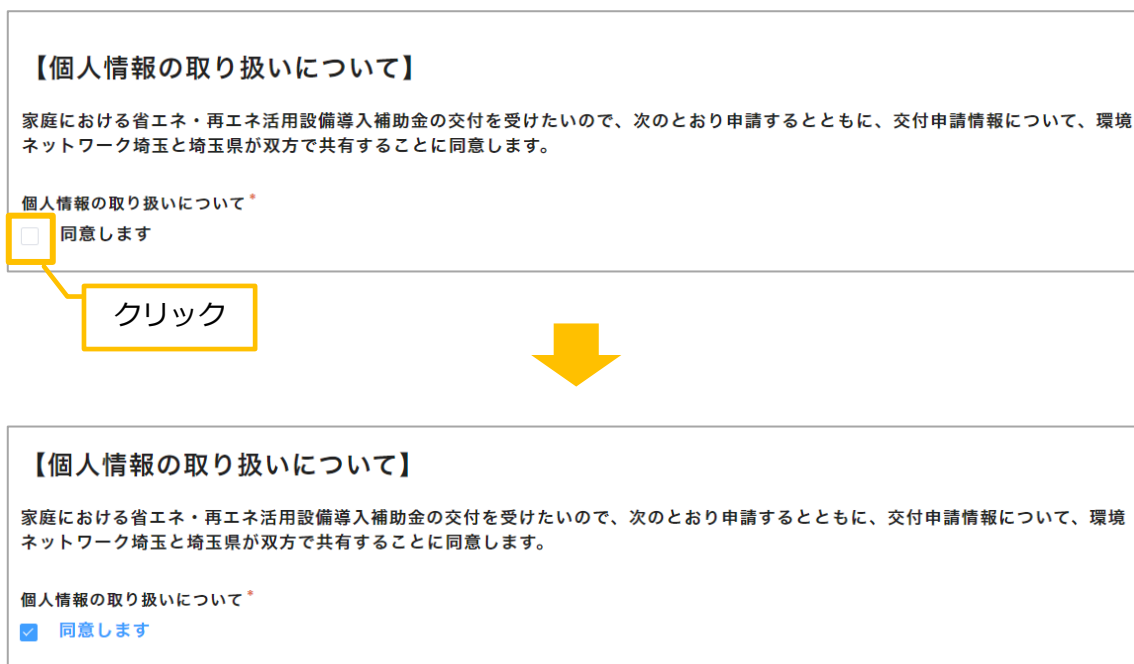 【個人情報の取り扱いについて】
家庭における省エネ・再エネ活用設備導入補助金の交付を受けたいので、次のとおり申請するとともに、交付申請情報について、環境
ネットワーク埼玉と埼玉県が双方で共有することに同意します。
個人情報の取り扱いについて*
同意します
クリック
【個人情報の取り扱いについて】
家庭における省エネ・再エネ活用設備導入補助金の交付を受けたいので、次のとおり申請するとともに、交付申請情報について、環境
ネットワーク埼玉と埼玉県が双方で共有することに同意します。
個人情報の取り扱いについて*
同意します